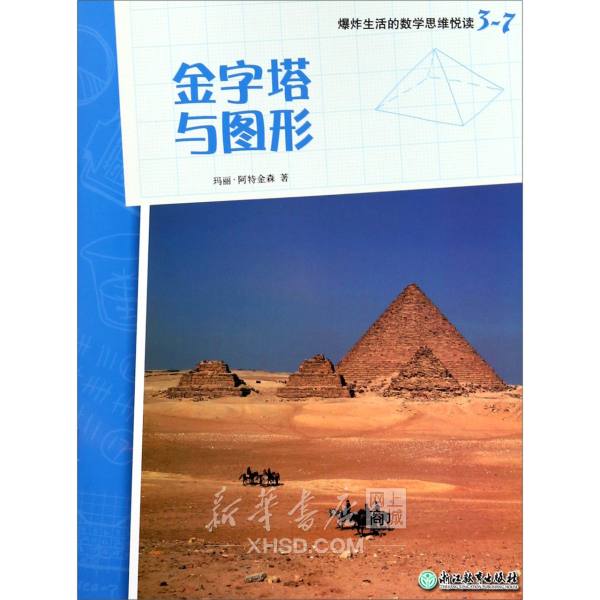 爆炸生活的数学思维悦读3-7
金字塔
与图形
玛丽·阿特金森 著
新华书店
网上
商城
XHSD.COM
浙江教育出版社